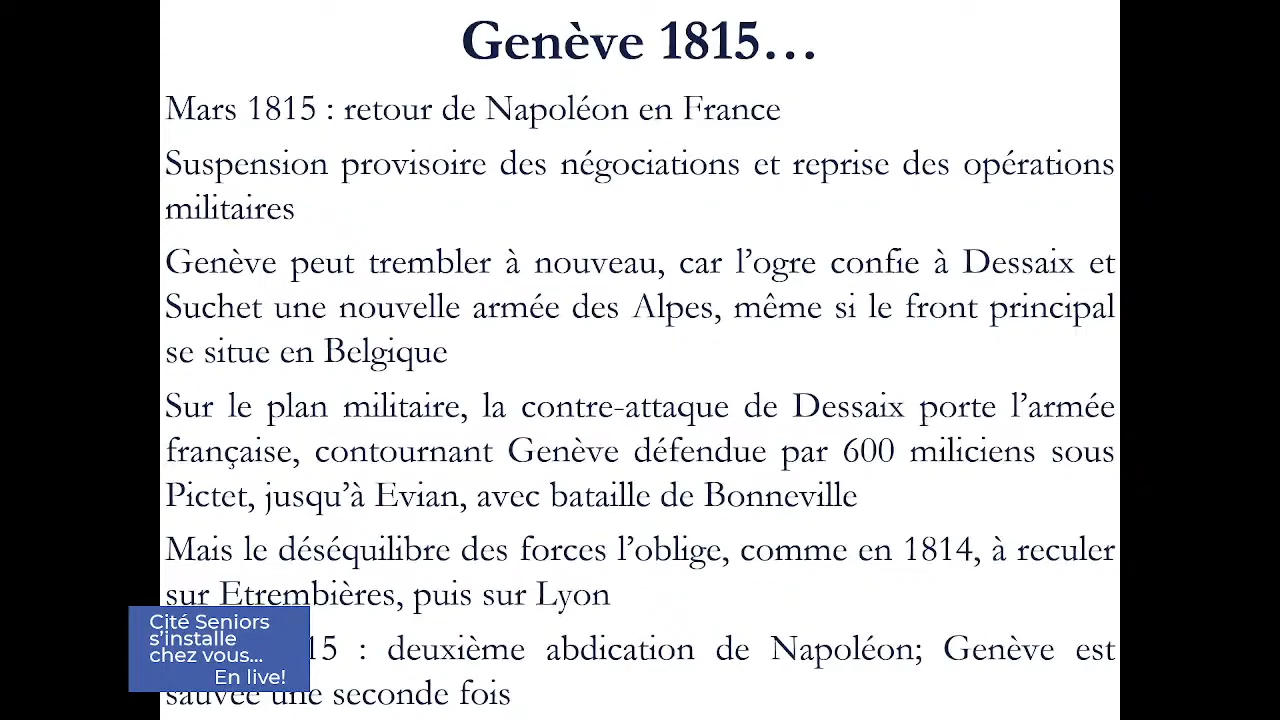 Genève 1815…
Mars 1815 : retour de Napoléon en France
Suspension provisoire des négociations et reprise des opérations
militaires
Genève peut trembler à nouveau, car l’ogre confie à Dessaix et
Suchet une nouvelle armée des Alpes, même si le front principal
se situe en Belgique
Sur le plan militaire, la contre-attaque de Dessaix porte l’armée
française, contournant Genève défendue par 600 miliciens sous
Pictet, jusqu’à Evian, avec bataille de Bonneville
Mais le déséquilibre des forces l’oblige, comme en 1814, à reculer
sur Etrembières, puis sur Lyon
15 : deuxième abdication de Napoléon; Genève est
sauvée une seconde fois
Cité Seniors
s’installe
chez vous...
En live!